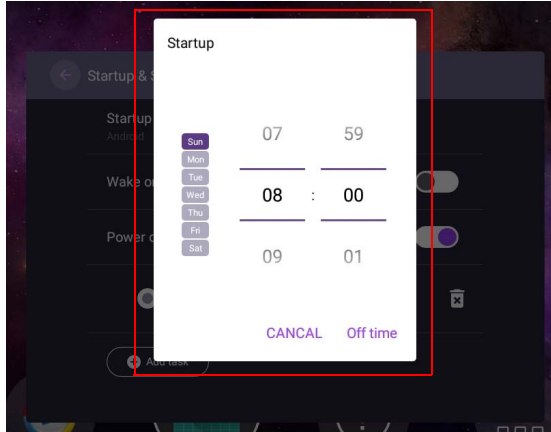 Startup
Startup & S
Startup
Android
Wake o
Power o
Sun
Mon
Tue
Wed
Thu
Fri
Sat
07 59
08 : 00
09 01
CANCAL Off time
Add task